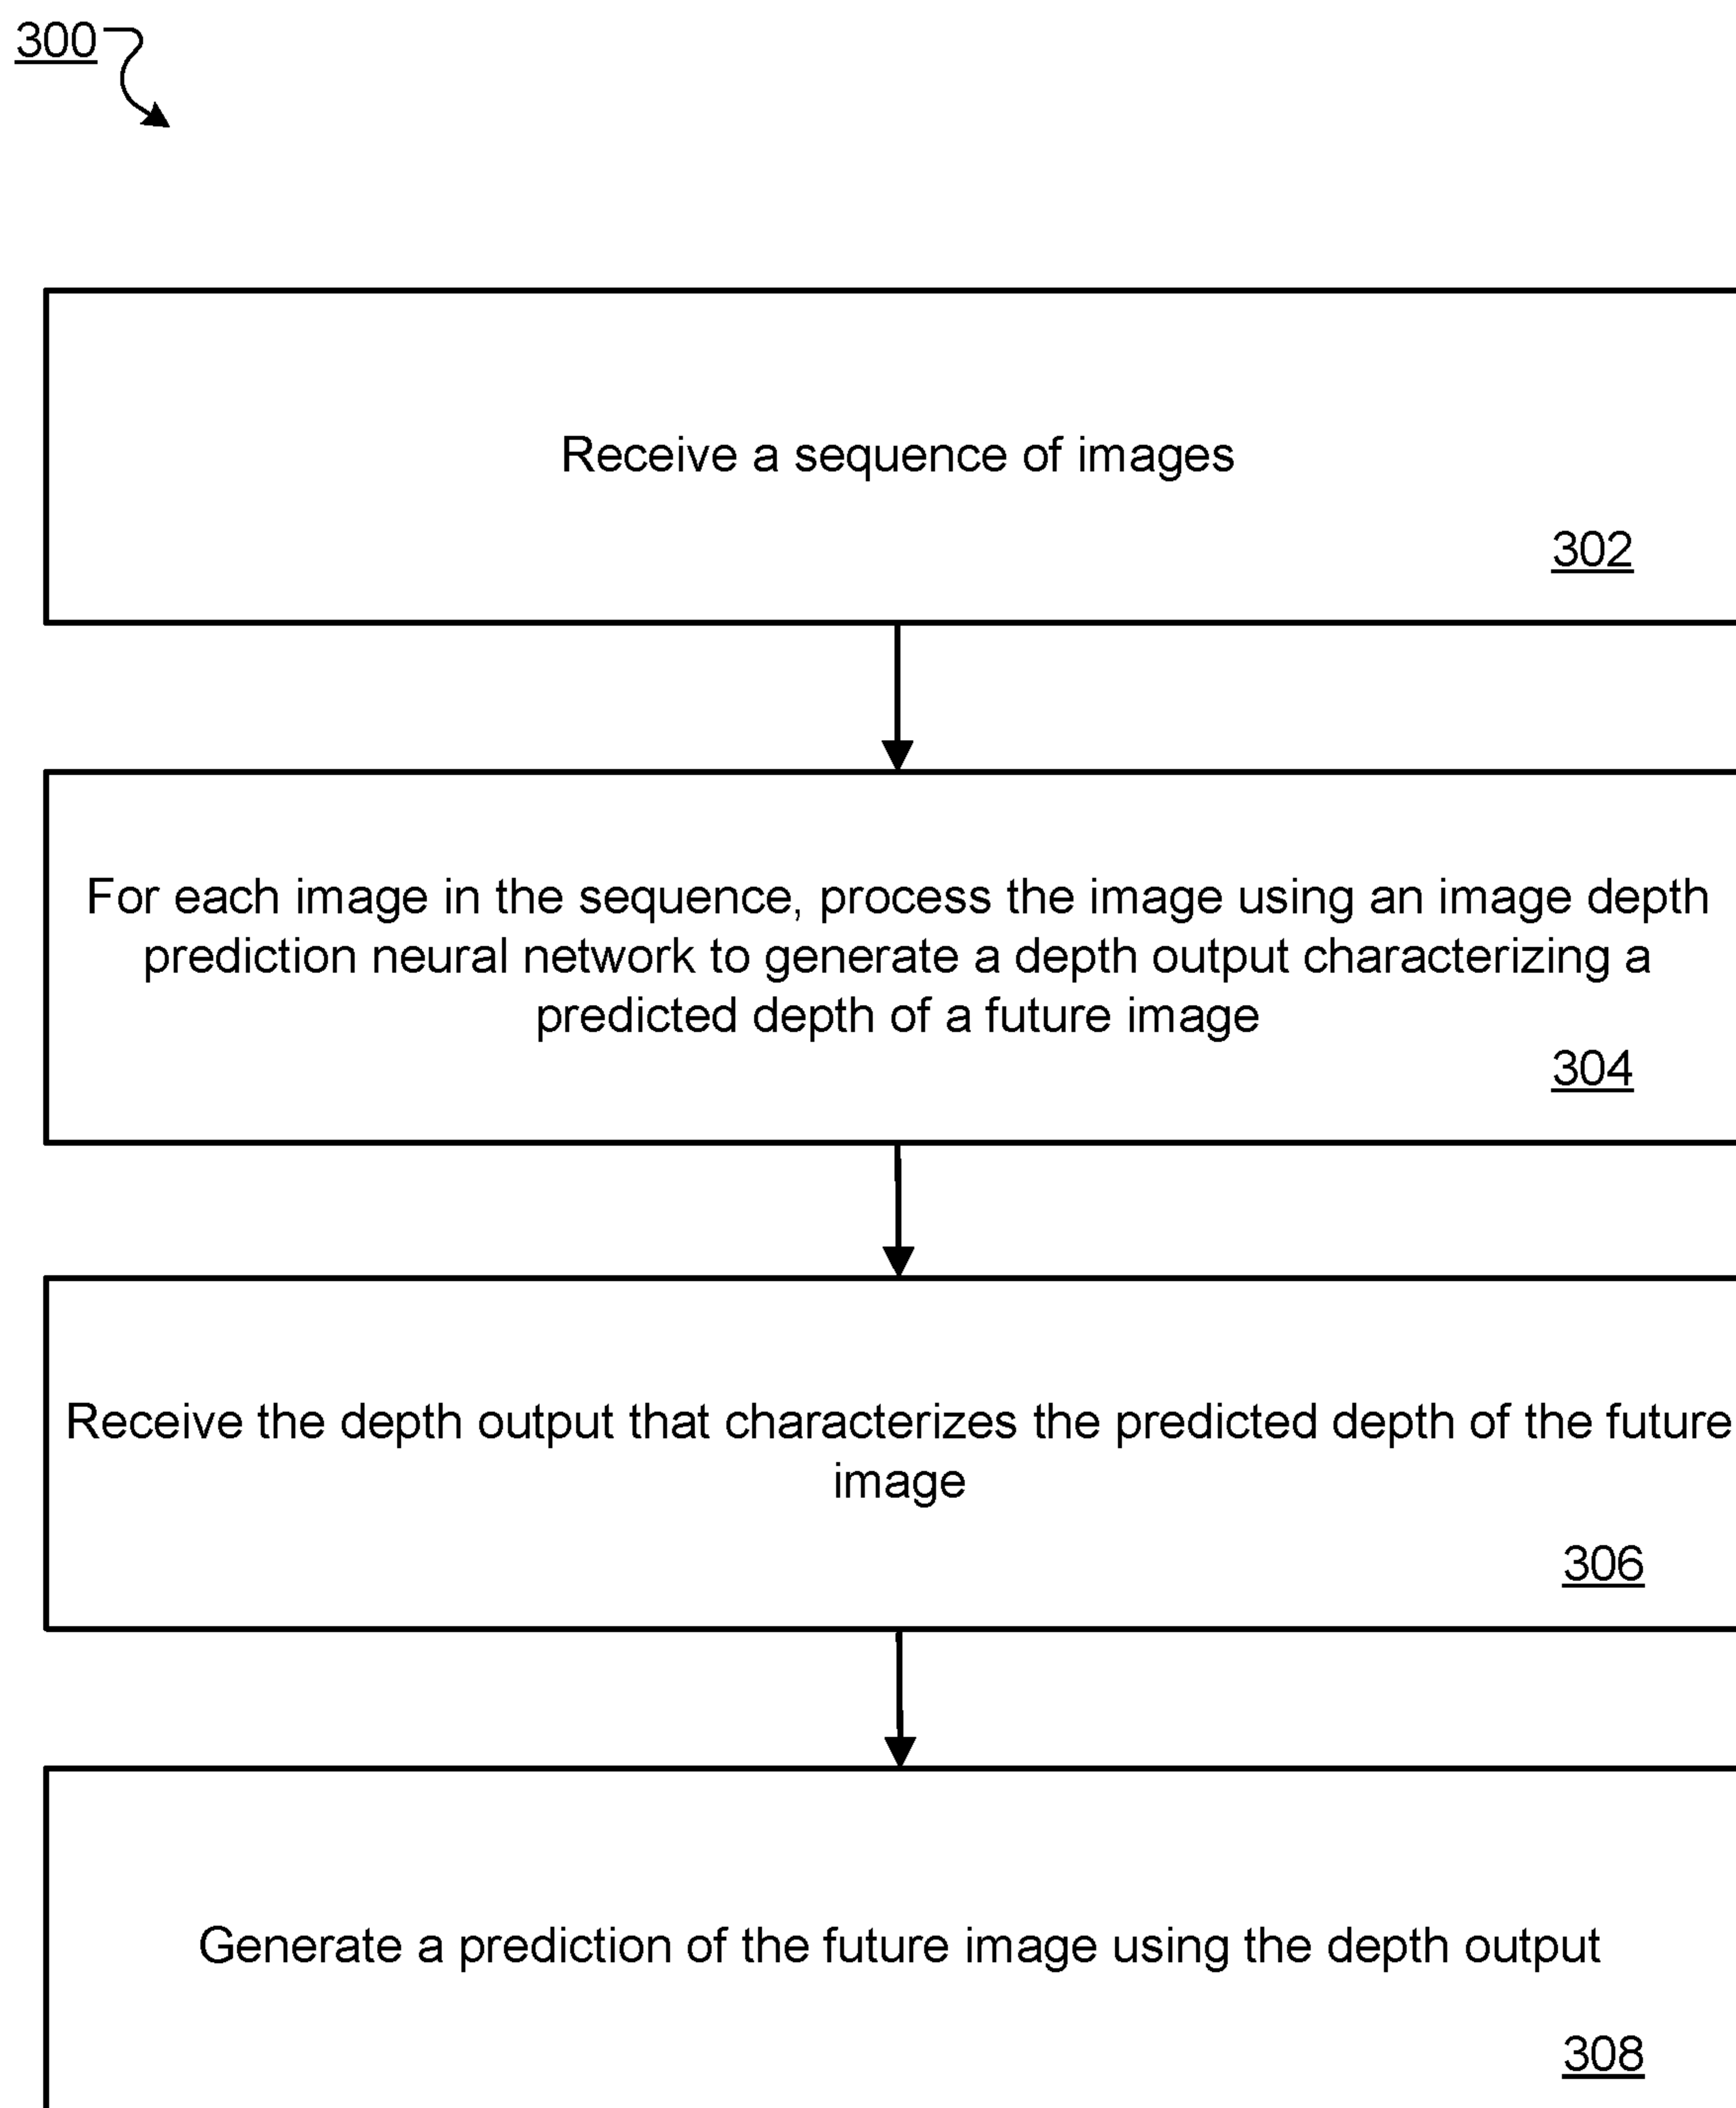 300
Receive a sequence of images
302
For each image in the sequence, process the image using an image depth
prediction neural network to generate a depth output characterizing a
predicted depth of a future image
304
Receive the depth output that characterizes the predicted depth of the future
image
306
Generate a prediction of the future image using the depth output
308